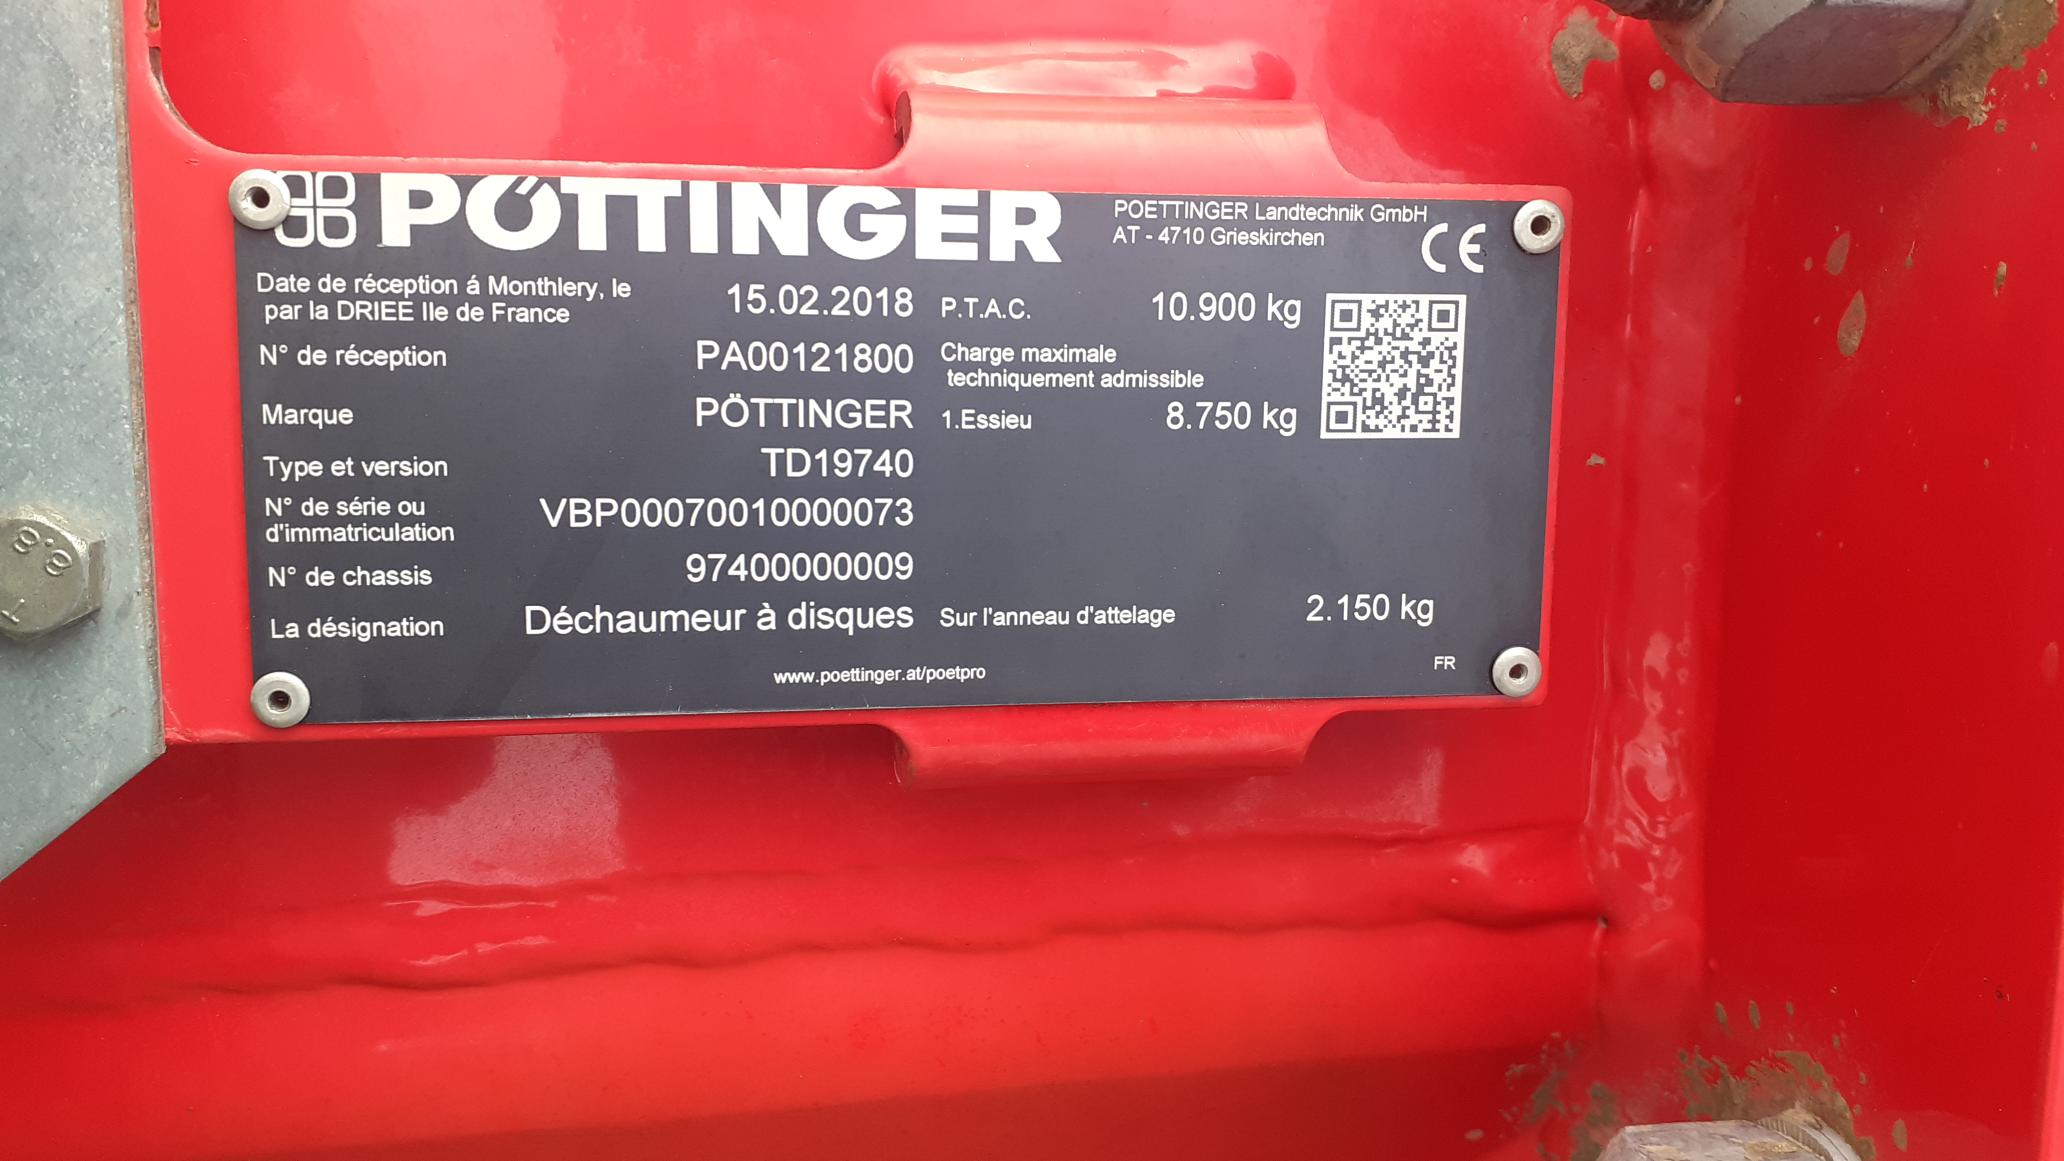 PÖTTINGER
POETTINGER Landtechnik GmbH
AT - 4710 Grieskirchen
CE
Date de réception á Monthlery, le
par la DRIEE Ile de France
15.02.2018
N° de réception PA00121800
Marque PÖTTINGER
Type et version TD19740
N° de série ou
d'immatriculation
VBP00070010000073
N° de chassis 97400000009
La désignation Déchaumeur à disques
P.T.A.C. 10.900 kg
Charge maximale
techniquement admissible
1.Essieu 8.750 kg
Sur l'anneau d'attelage 2.150 kg
www.poettinger.at/poetpro
FR
8.8
T